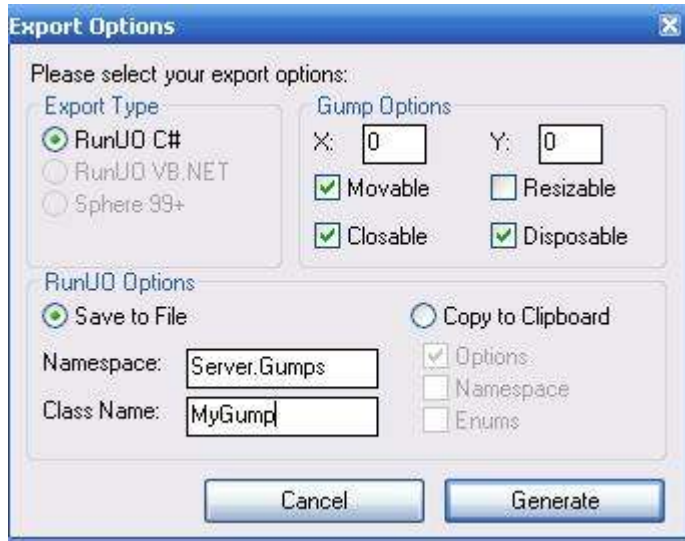 Export Options
Please select your export options:
Export Type
RunUO C#
RunUO VB.NET
Sphere 99+
Gump Options
X: 0 Y: 0
Movable Resizable
Closable Disposable
RunUO Options
Save to File Copy to Clipboard
Namespace: Server.Gumps
Class Name: MyGump
Options
Namespace
Enums
Cancel Generate